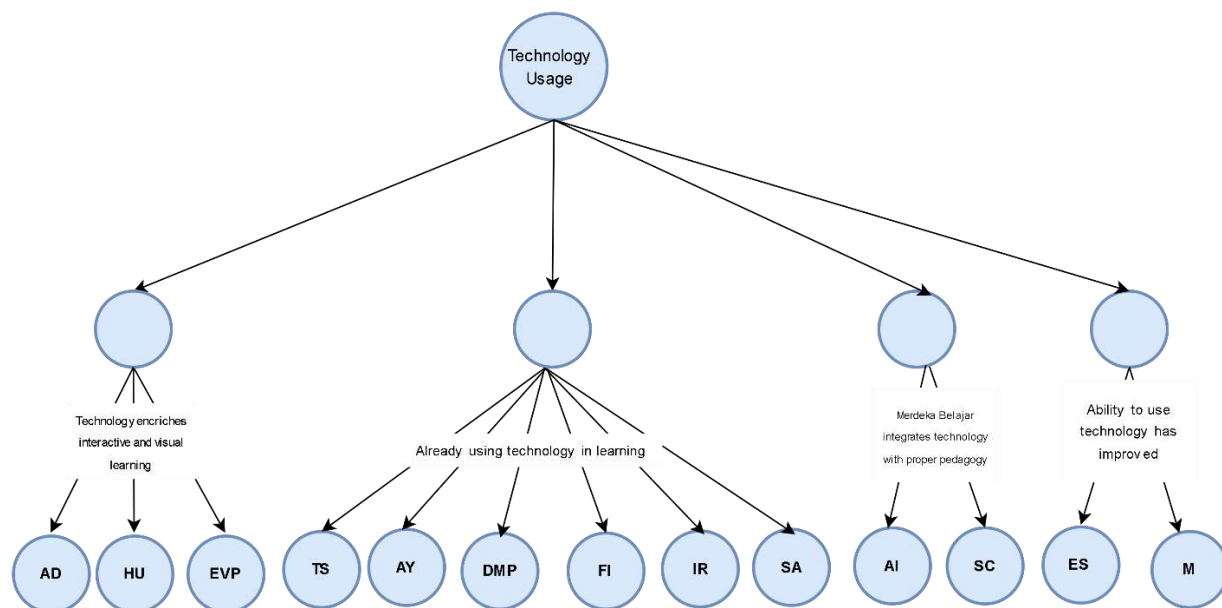 Technology
Usage
Technology encriches
interactive and visual
learning
Already using technology in learning
Merdeka Belajar
integrates technology
with proper pedagogy
Ability to use
technology has
improved
AD
HU
EVP
TS
AY
DMP
FI
IR
SA
AI
SC
ES
M